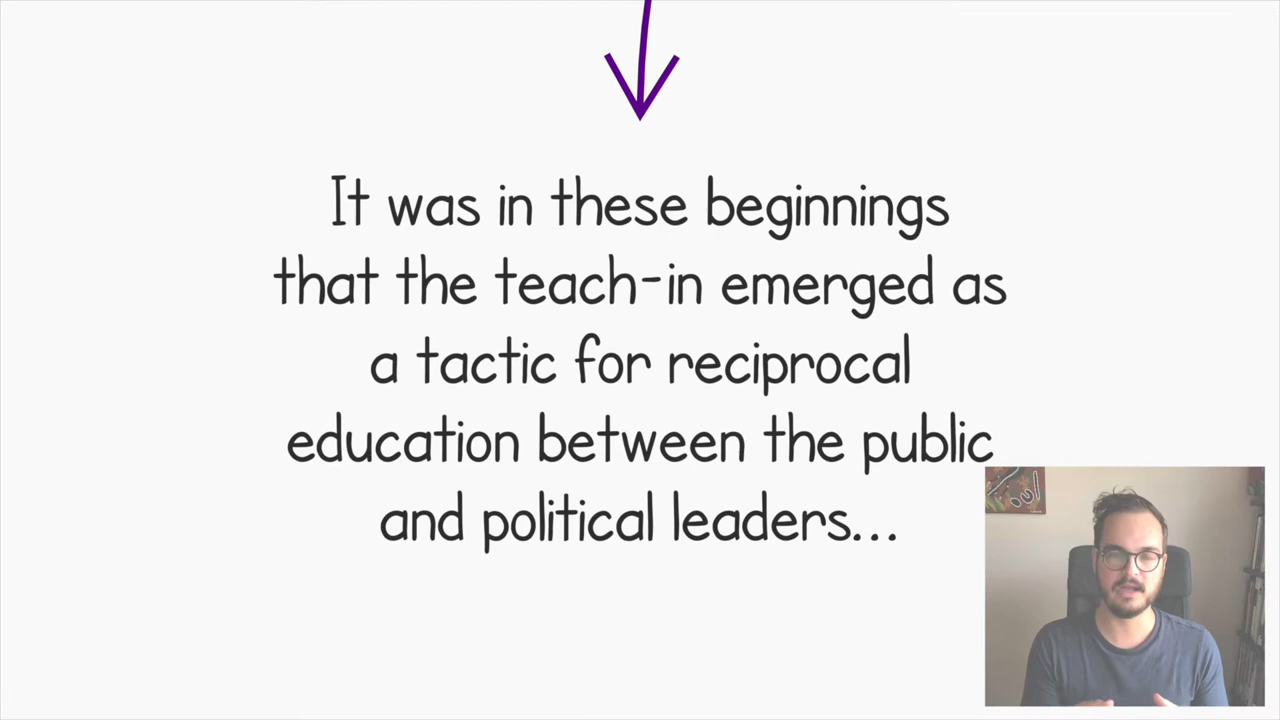 It was in these beginnings
that the teach-in emerged as
a tactic for reciprocal
education between the public
and political leaders...